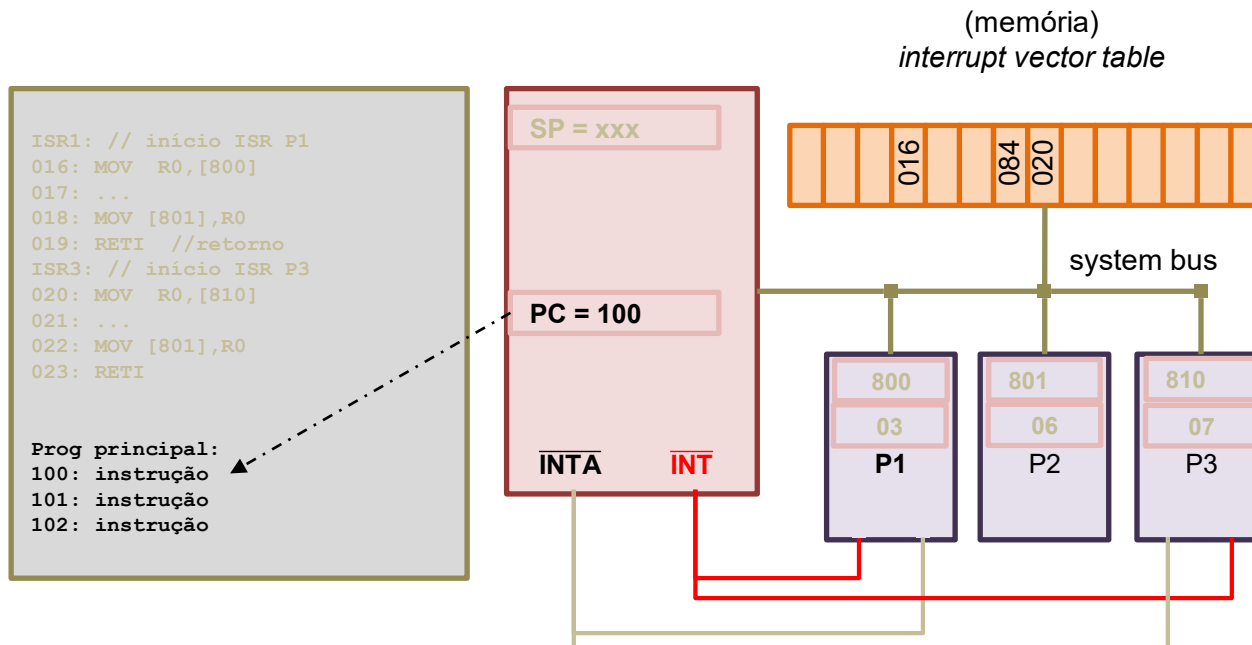 (memória)
interrupt vector table
ISR1: // início ISR P1
016: MOV  R0,[800]
017: ...
018: MOV [801],R0
019: RETI  //retorno
ISR3: // início ISR P3
020: MOV  R0,[810]
021: ...
022: MOV [801],R0
023: RETI
Prog principal:
100: instrução
101: instrução
102: instrução
SP = xxx
PC = 100
INTA
INT
016
084
020
system bus
800
03
P1
801
06
P2
810
07
P3